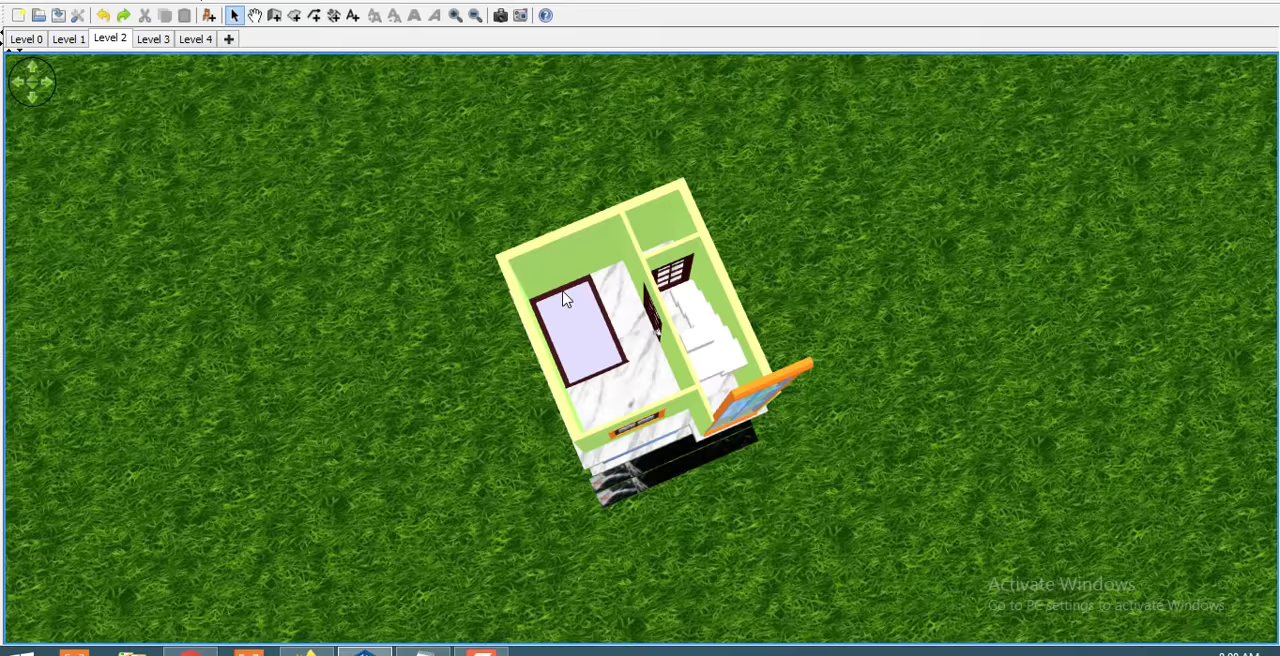 Level 0 Level 1 Level 2 Level 3 Level 4
Activate Windows
Go to PC settings to activate Windows.